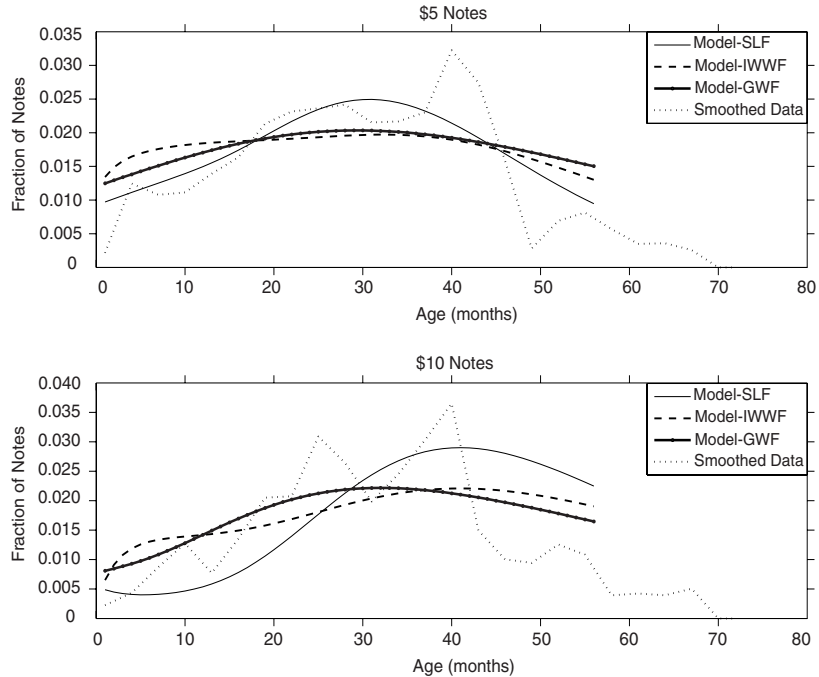 $5 Notes
0.035
0.030
0.025
0.020
0.015
0.010
0.005
0
Fraction of Notes
Model-SLF
Model-IWWF
Model-GWF
Smoothed Data
0 10 20 30 40 50 60 70 80
Age (months)
$10 Notes
0.040
0.035
0.030
0.025
0.020
0.015
0.010
0.005
0
Fraction of Notes
Model-SLF
Model-IWWF
Model-GWF
Smoothed Data
0 10 20 30 40 50 60 70 80
Age (months)